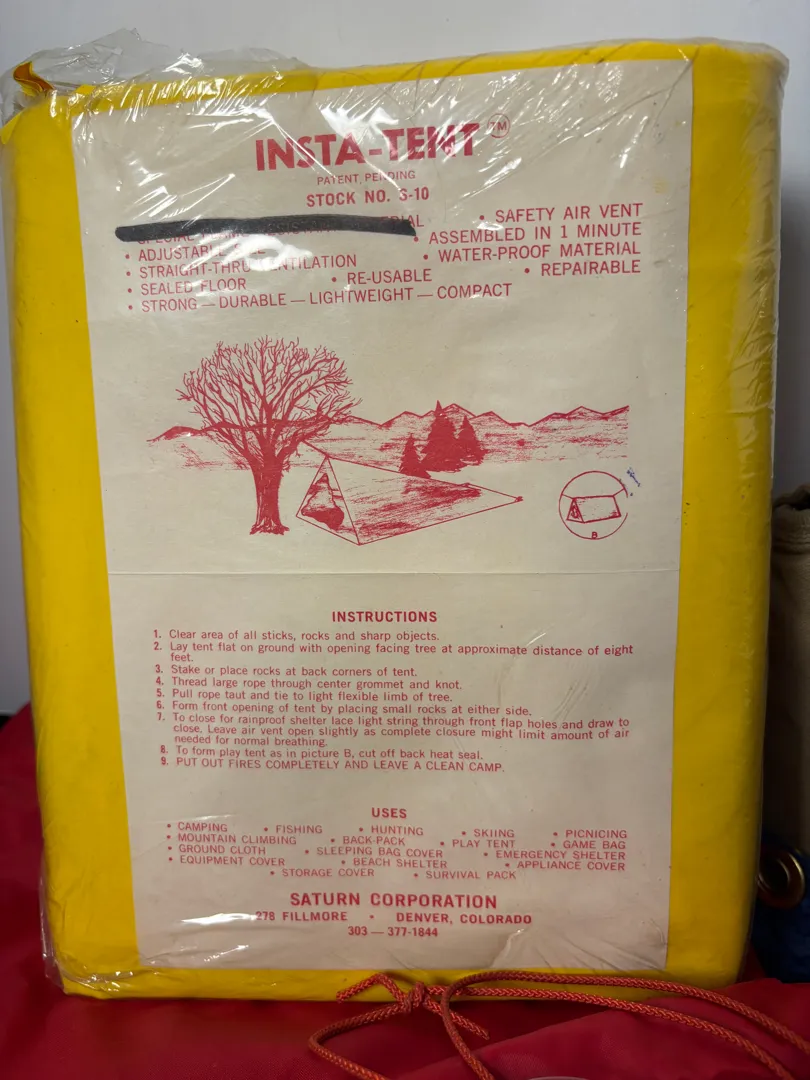 INSTA-TENT TM
PATENT PENDING
STOCK NO. S-10
• SAFETY AIR VENT
• ADJUSTABLE • ASSEMBLED IN 1 MINUTE
• STRAIGHT-THRU VENTILATION • WATER-PROOF MATERIAL
• SEALED FLOOR • RE-USABLE • REPAIRABLE
• STRONG — DURABLE — LIGHTWEIGHT — COMPACT
B
INSTRUCTIONS
1. Clear area of all sticks, rocks and sharp objects.
2. Lay tent flat on ground with opening facing tree at approximate distance of eight
feet.
3. Stake or place rocks at back corners of tent.
4. Thread large rope through center grommet and knot.
5. Pull rope taut and tie to light flexible limb of tree.
6. Form front opening of tent by placing small rocks at either side.
7. To close for rainproof shelter lace light string through front flap holes and draw to
close. Leave air vent open slightly as complete closure might limit amount of air
needed for normal breathing.
8. To form play tent as in picture B, cut off back heat seal.
9. PUT OUT FIRES COMPLETELY AND LEAVE A CLEAN CAMP.
USES
• CAMPING • FISHING • HUNTING • SKIING • PICNICING
• MOUNTAIN CLIMBING • BACK-PACK • PLAY TENT • GAME BAG
• GROUND CLOTH • SLEEPING BAG COVER • EMERGENCY SHELTER
• EQUIPMENT COVER • BEACH SHELTER • APPLIANCE COVER
• STORAGE COVER • SURVIVAL PACK
SATURN CORPORATION
278 FILLMORE • DENVER, COLORADO
303 — 377-1844